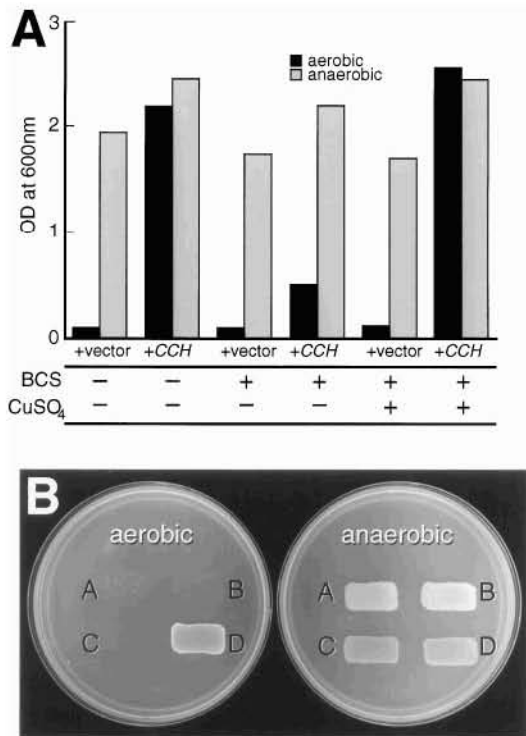 A
3
2
1
0
OD at 600nm
aerobic
anaerobic
+vector +CCH +vector +CCH +vector +CCH
BCS − − + + + +
CuSO4 − − − − + +
B
aerobic
A B
C D
anaerobic
A B
C D